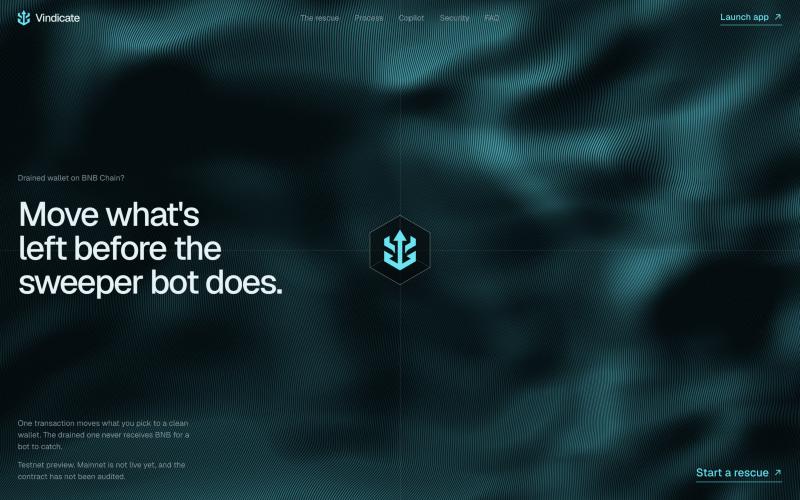 Vindicate
The rescue
Process
Copilot
Security
FAQ
Launch app
Drained wallet on BNB Chain?
Move what's
left before the
sweeper bot does.
One transaction moves what you pick to a clean
wallet. The drained one never receives BNB for a
bot to catch.
Testnet preview. Mainnet is not live yet, and the
contract has not been audited.
Start a rescue